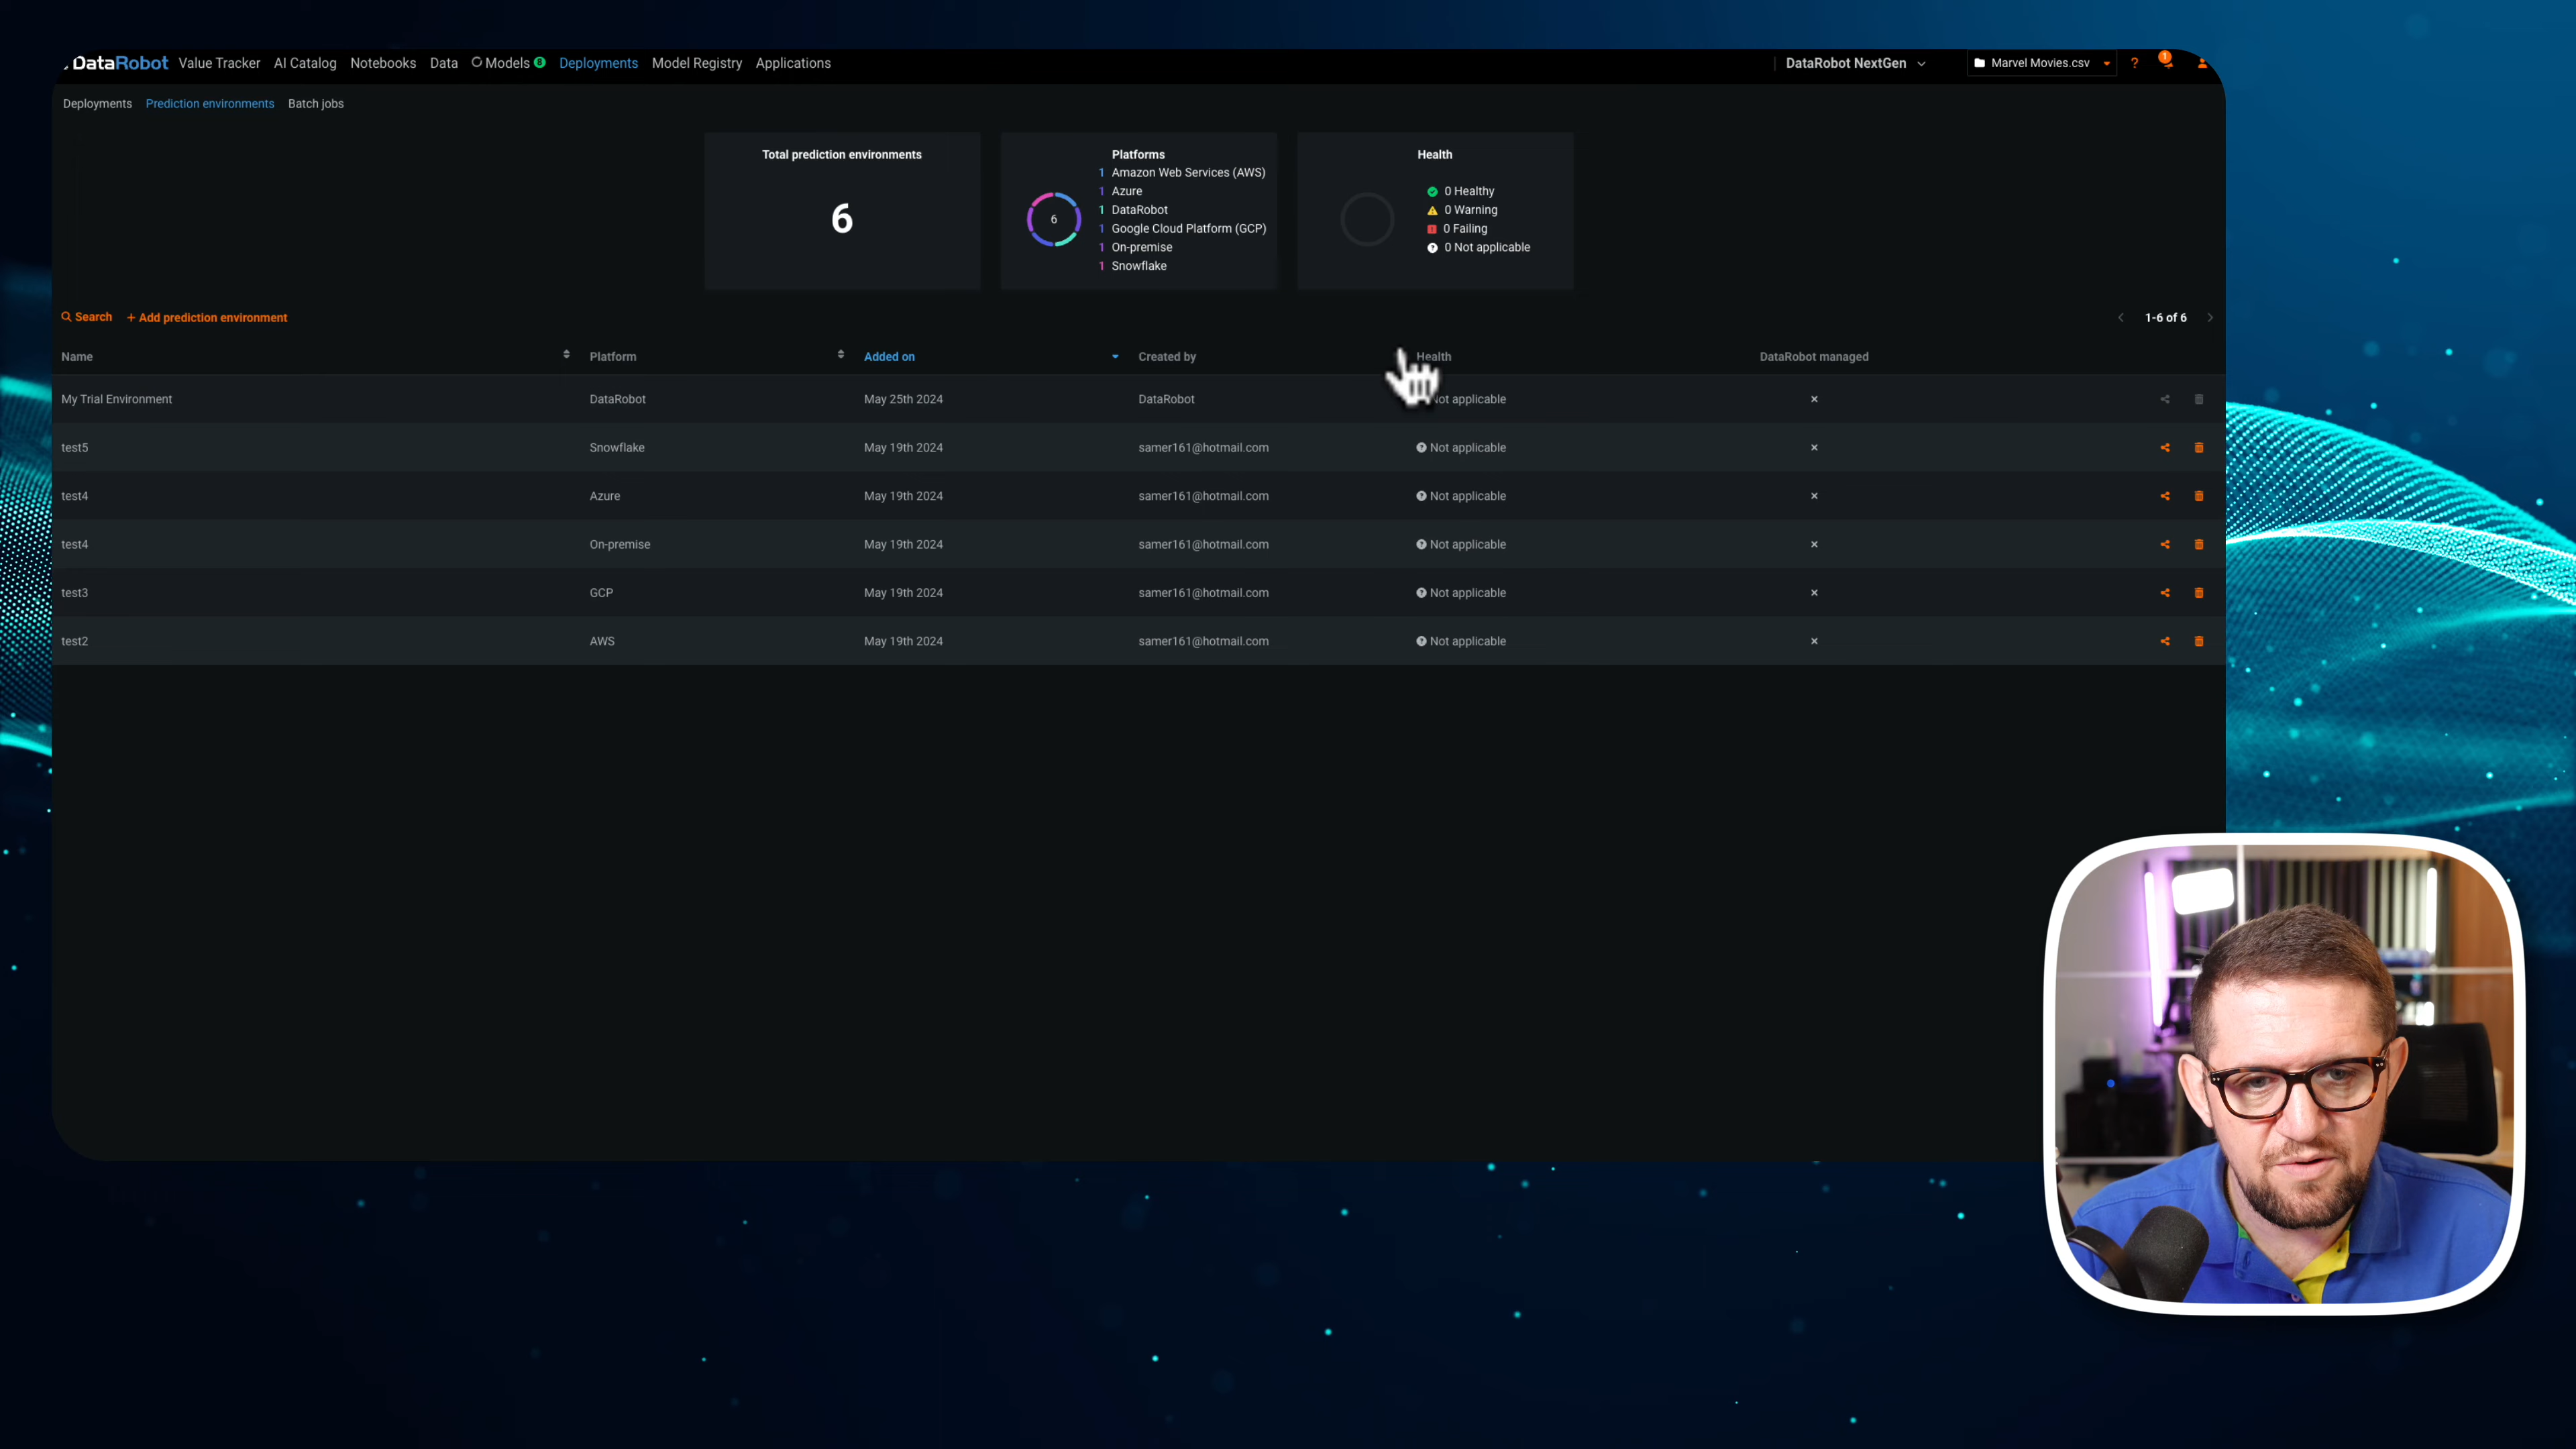 DataRobot Value Tracker AI Catalog Notebooks Data Models 8 Deployments Model Registry Applications DataRobot NextGen Marvel Movies.csv ? 1
Deployments Prediction environments Batch jobs
Total prediction environments
6
Platforms
6
1 Amazon Web Services (AWS)
1 Azure
1 DataRobot
1 Google Cloud Platform (GCP)
1 On-premise
1 Snowflake
Health
0 Healthy
0 Warning
0 Failing
0 Not applicable
Search + Add prediction environment 1-6 of 6
Name Platform Added on Created by Health DataRobot managed
My Trial Environment DataRobot May 25th 2024 DataRobot Not applicable ×
test5 Snowflake May 19th 2024 samer161@hotmail.com Not applicable ×
test4 Azure May 19th 2024 samer161@hotmail.com Not applicable ×
test4 On-premise May 19th 2024 samer161@hotmail.com Not applicable ×
test3 GCP May 19th 2024 samer161@hotmail.com Not applicable ×
test2 AWS May 19th 2024 samer161@hotmail.com Not applicable ×